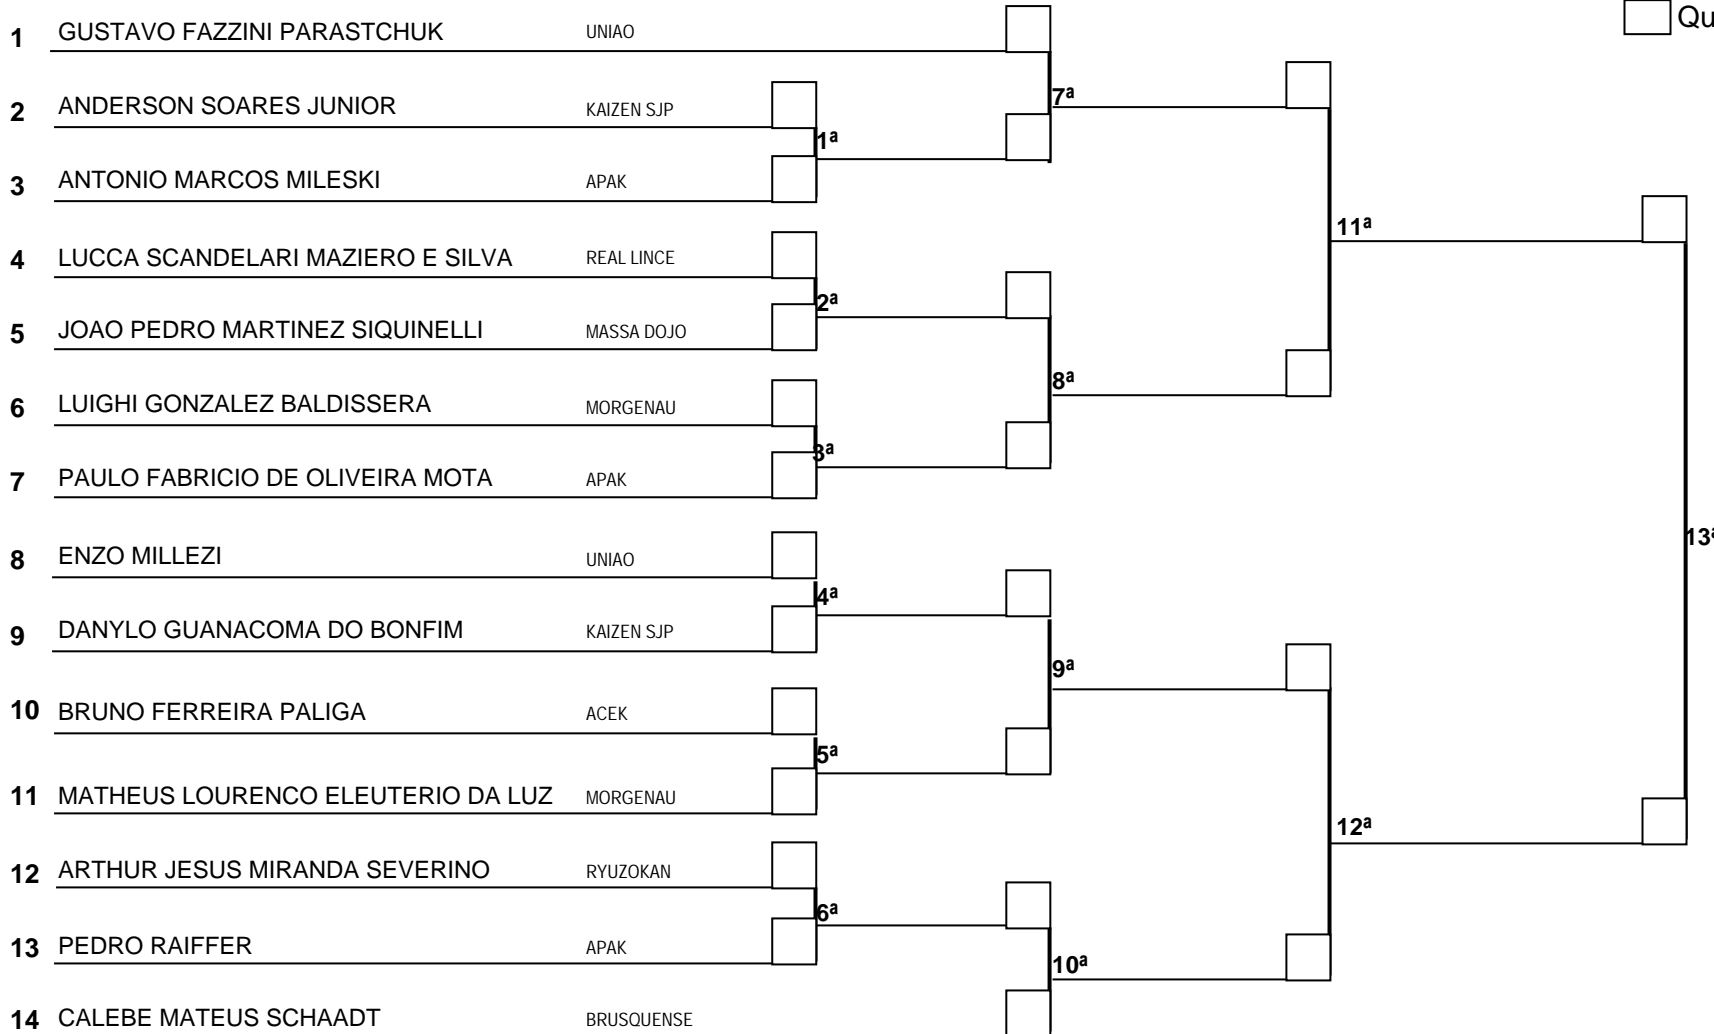 Qu
1 GUSTAVO FAZZINI PARASTCHUK UNIAO
7ª
2 ANDERSON SOARES JUNIOR KAIZEN SJP
1ª
3 ANTONIO MARCOS MILESKI APAK
11ª
4 LUCCA SCANDELARI MAZIERO E SILVA REAL LINCE
2ª
5 JOAO PEDRO MARTINEZ SIQUINELLI MASSA DOJO
8ª
6 LUIGHI GONZALEZ BALDISSERA MORGENAU
3ª
7 PAULO FABRICIO DE OLIVEIRA MOTA APAK
13ª
8 ENZO MILLEZI UNIAO
4ª
9 DANYLO GUANACOMA DO BONFIM KAIZEN SJP
9ª
10 BRUNO FERREIRA PALIGA ACEK
5ª
11 MATHEUS LOURENCO ELEUTERIO DA LUZ MORGENAU
12ª
12 ARTHUR JESUS MIRANDA SEVERINO RYUZOKAN
6ª
13 PEDRO RAIFFER APAK
10ª
14 CALEBE MATEUS SCHAADT BRUSQUENSE